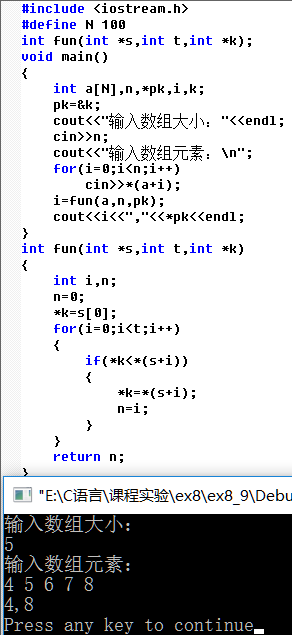 #include <iostream.h>
#define N 100
int fun(int *s,int t,int *k);
void main()
{
    int a[N],n,*pk,i,k;
    pk=&k;
    cout<<"输入数组大小: "<<endl;
    cin>>n;
    cout<<"输入数组元素: \n";
    for(i=0;i<n;i++)
        cin>>*(a+i);
    i=fun(a,n,pk);
    cout<<i<<","<<*pk<<endl;
}
int fun(int *s,int t,int *k)
{
    int i,n;
    n=0;
    *k=s[0];
    for(i=0;i<t;i++)
    {
        if(*k<*(s+i))
        {
            *k=*(s+i);
            n=i;
        }
    }
    return n;
}
"E:\C语言\课程实验\ex8\ex8_9\Debu
输入数组大小:
5
输入数组元素:
4 5 6 7 8
4,8
Press any key to continue